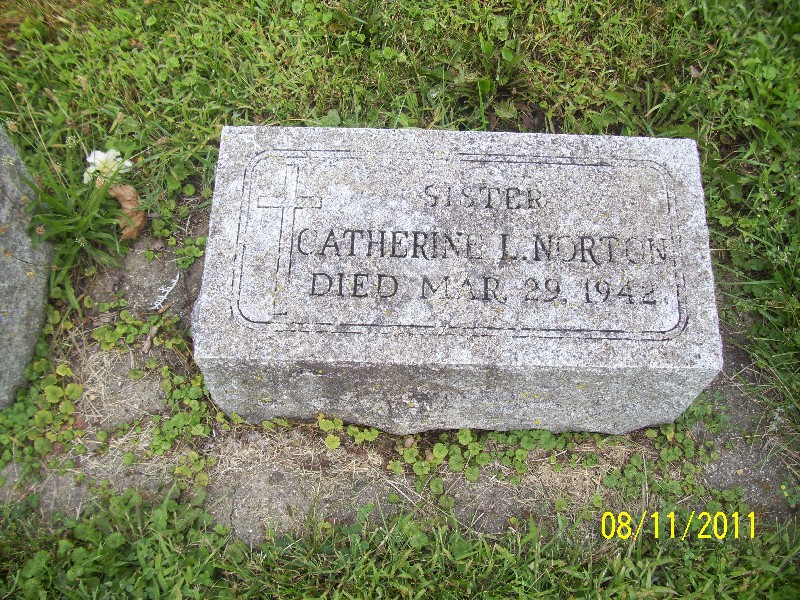 SISTER
CATHERINE L. NORTON
DIED MAR. 29, 1942
08/11/2011